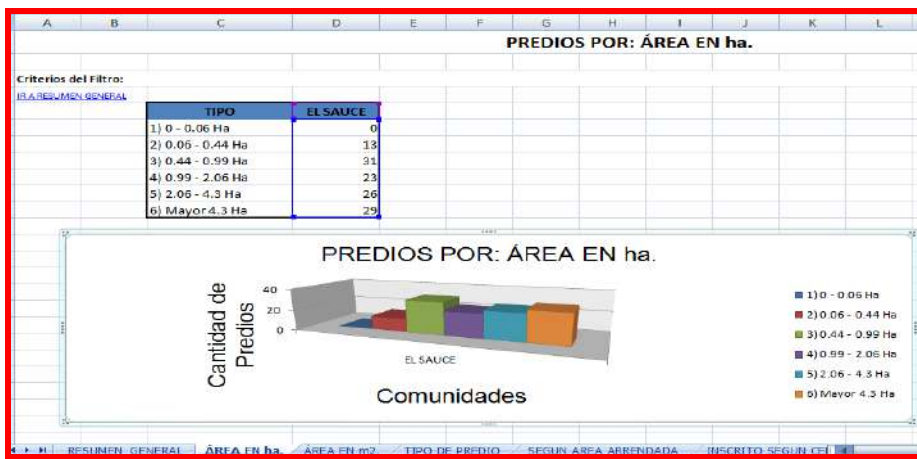 A B C D E F G H I J K L
PREDIOS POR: ÁREA EN ha.
Criterios del Filtro:
IR A RESUMEN GENERAL
TIPO EL SAUCE
1) 0 - 0.06 Ha 0
2) 0.06 - 0.44 Ha 13
3) 0.44 - 0.99 Ha 31
4) 0.99 - 2.06 Ha 23
5) 2.06 - 4.3 Ha 26
6) Mayor 4.3 Ha 29
PREDIOS POR: ÁREA EN ha.
Cantidad de
Predios
40
20
0
EL SAUCE
Comunidades
1) 0 - 0.06 Ha
2) 0.06 - 0.44 Ha
3) 0.44 - 0.99 Ha
4) 0.99 - 2.06 Ha
5) 2.06 - 4.3 Ha
6) Mayor 4.3 Ha
RESUMEN GENERAL ÁREA EN ha. ÁREA EN m2. TIPO DE PREDIO SEGUN AREA ARRENDADA INSCRITO SEGUN